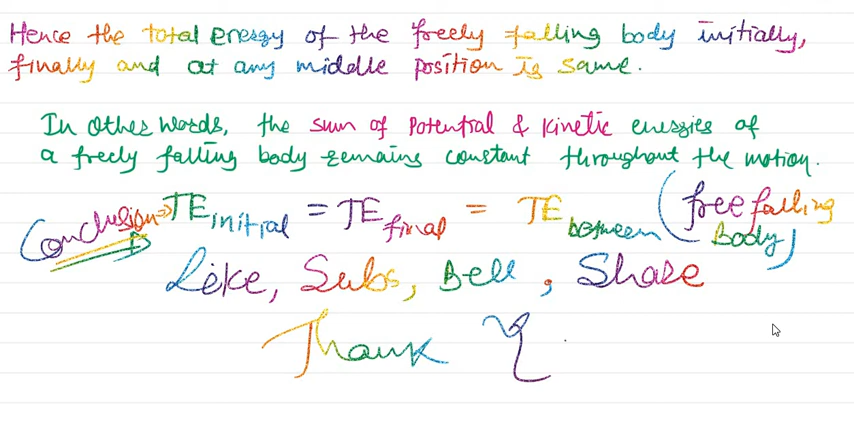 Hence the total energy of the freely falling body initially,
finally and at any middle position is same.
In other words, the sum of Potential & Kinetic energies of
a freely falling body remains constant throughout the motion.
Conclusion⇒ TE initial = TE final = TE between (free falling Body)
Like, Subs, Bell, Share
Thank Y